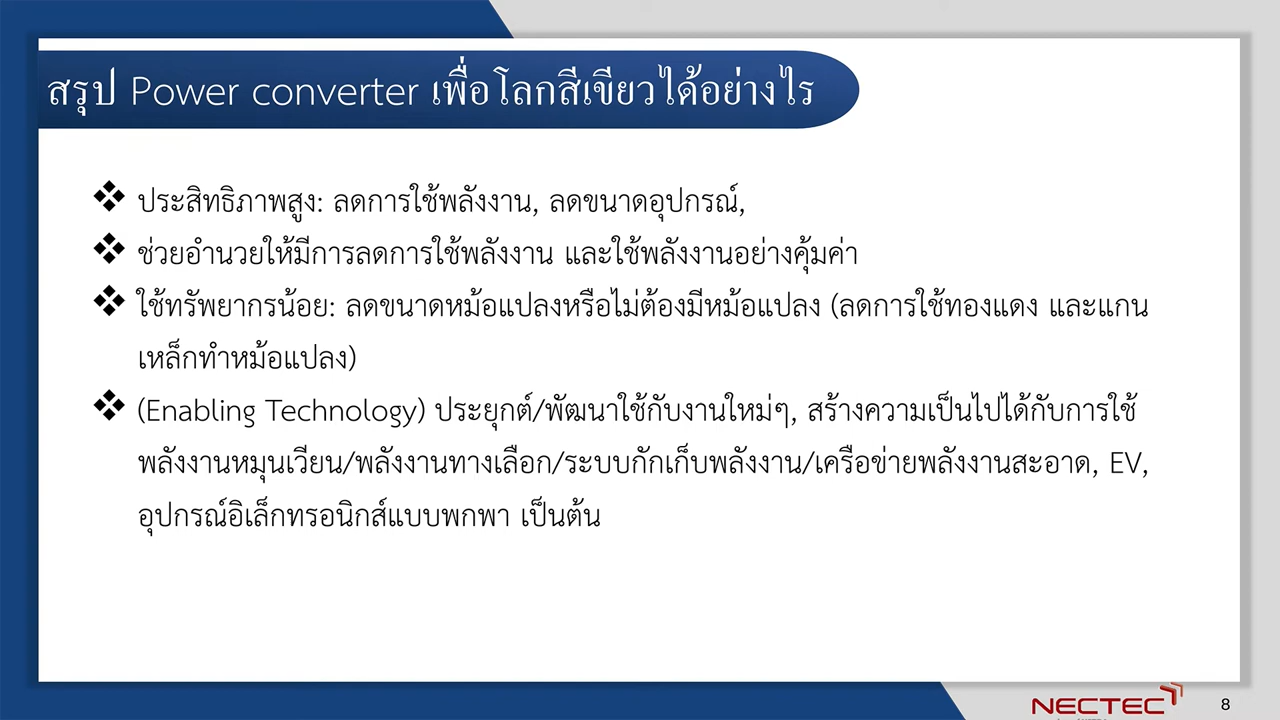 สรุป Power converter เพื่อโลกสีเขียวได้อย่างไร
❖ ประสิทธิภาพสูง: ลดการใช้พลังงาน, ลดขนาดอุปกรณ์,
❖ ช่วยอำนวยให้มีการลดการใช้พลังงาน และใช้พลังงานอย่างคุ้มค่า
❖ ใช้ทรัพยากรน้อย: ลดขนาดหม้อแปลงหรือไม่ต้องมีหม้อแปลง (ลดการใช้ทองแดง และแกน
เหล็กทำหม้อแปลง)
❖ (Enabling Technology) ประยุกต์/พัฒนาใช้กับงานใหม่ๆ, สร้างความเป็นไปได้กับการใช้
พลังงานหมุนเวียน/พลังงานทางเลือก/ระบบกักเก็บพลังงาน/เครือข่ายพลังงานสะอาด, EV,
อุปกรณ์อิเล็กทรอนิกส์แบบพกพา เป็นต้น
NECTEC
8